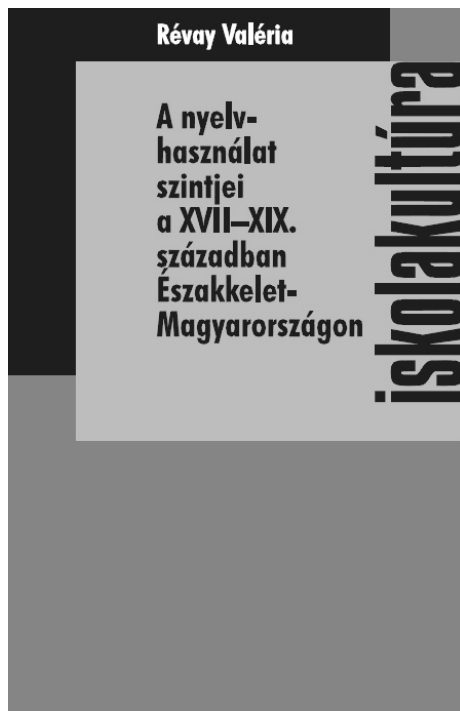 Révay Valéria
A nyelv-
használat
szintjei
a XVII–XIX.
században
Északkelet-
Magyarországon
iskolakultúra